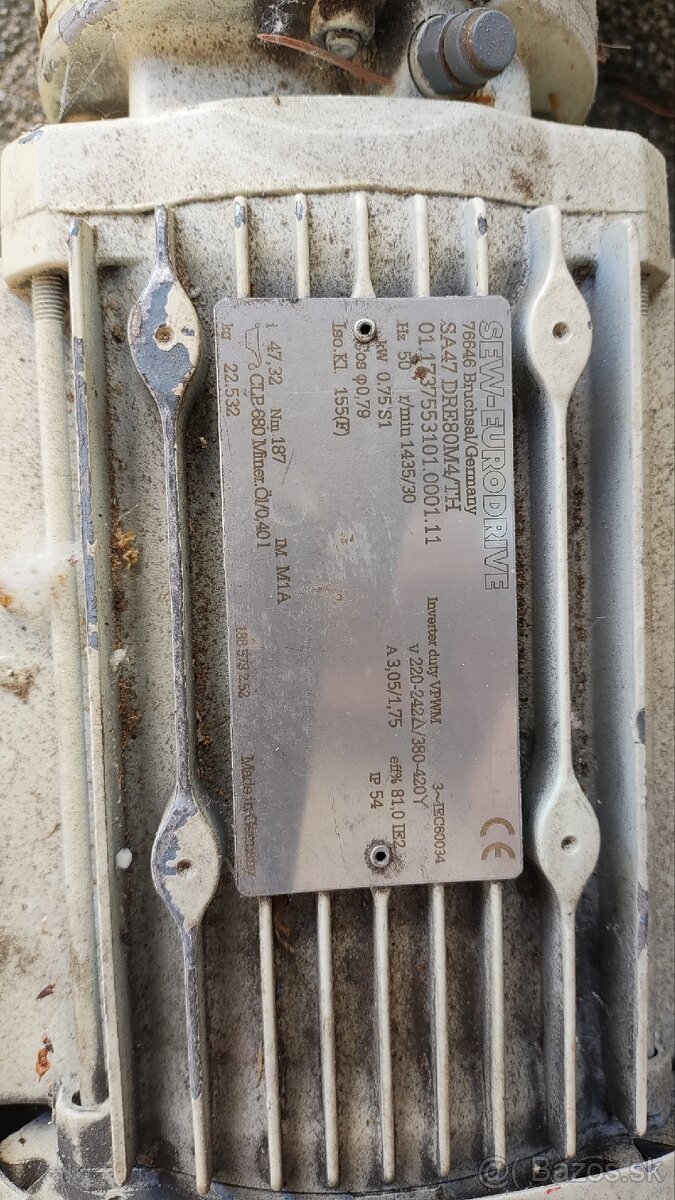 SEW-EURODRIVE
76646 Bruchsal/Germany
SA47 DRE80M4/TH
01.1737553101.0001.11
Inverter duty VPWM 3~IEC60034
Hz 50 r/min 1435/30 V 220-242Δ/380-420Y
kW 0.75 S1 A 3,05/1,75
cos φ 0,79 eff% 81,0 IE2
Iso.Kl. 155(F) IP 54
i 47,32 Nm 187 IM M1A
CLP 680 Miner.Öl/0.40 l
kg 22.532 Made in Germany
CE
@ Bazos.sk